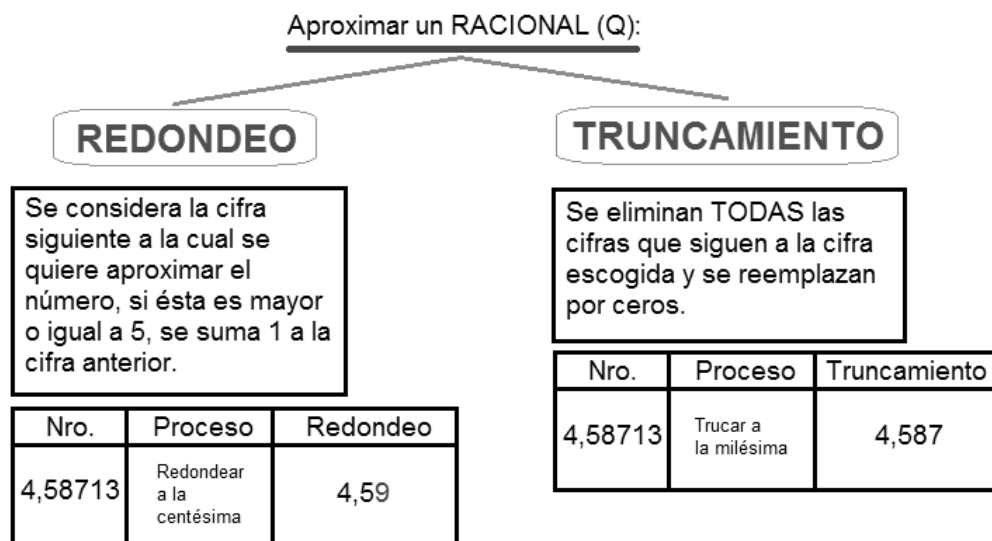 Aproximar un RACIONAL (Q):
REDONDEO
Se considera la cifra
siguiente a la cual se
quiere aproximar el
número, si ésta es mayor
o igual a 5, se suma 1 a la
cifra anterior.
Nro. Proceso Redondeo
4,58713 Redondear
a la
centésima 4,59
TRUNCAMIENTO
Se eliminan TODAS las
cifras que siguen a la cifra
escogida y se reemplazan
por ceros.
Nro. Proceso Truncamiento
4,58713 Trucar a
la milésima 4,587